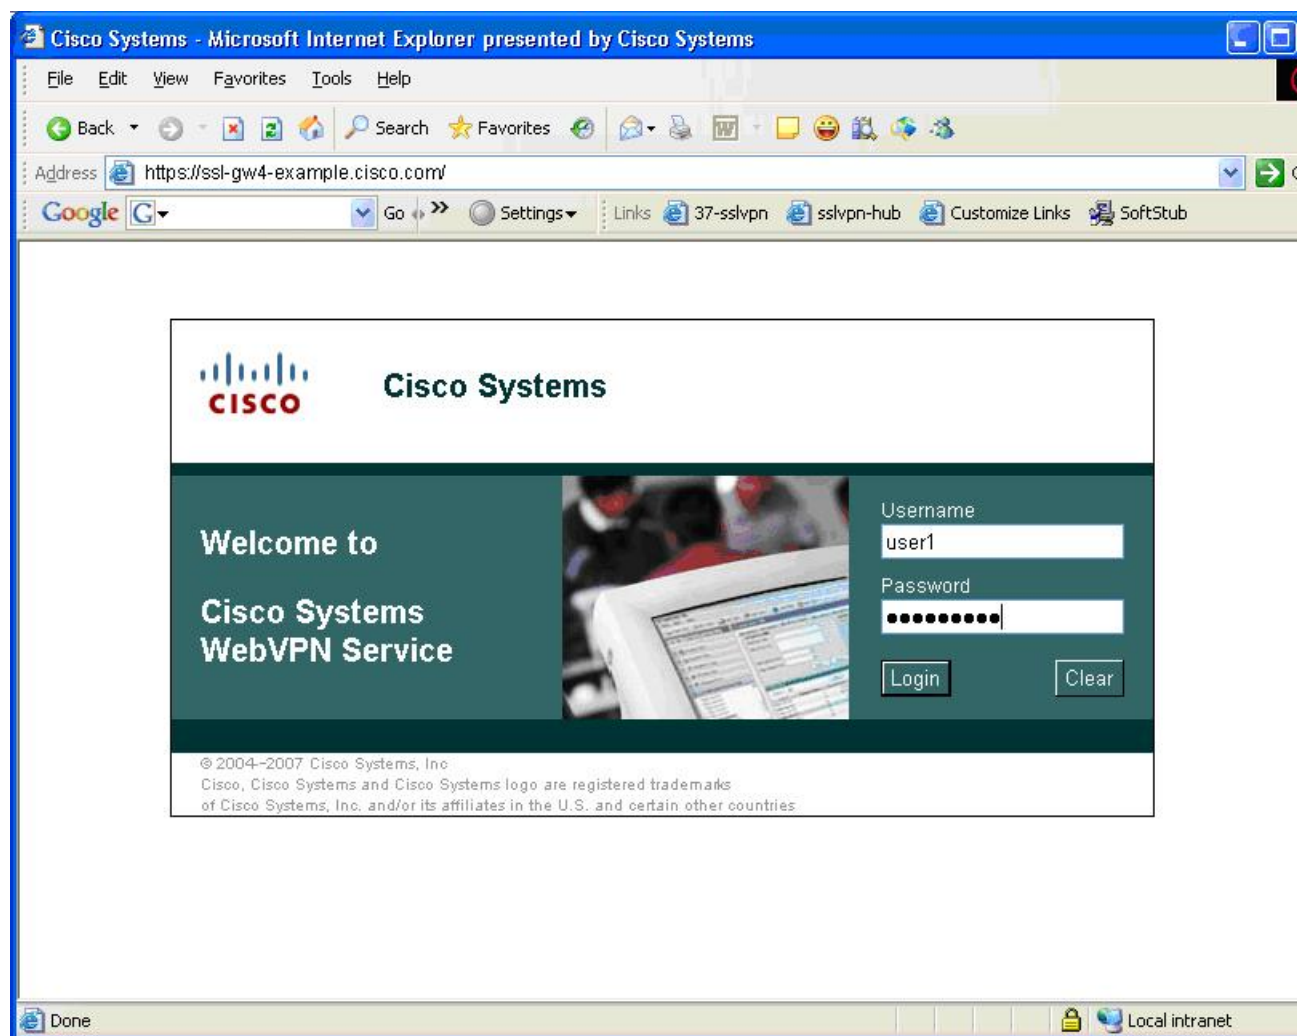 Cisco Systems - Microsoft Internet Explorer presented by Cisco Systems
File Edit View Favorites Tools Help
Back Search Favorites
Address https://ssl-gw4-example.cisco.com/
Google G Go » Settings Links 37-sslvpn sslvpn-hub Customize Links SoftStub
CISCO
Cisco Systems
Welcome to
Cisco Systems
WebVPN Service
Username
user1
Password
•••••••••
Login Clear
© 2004-2007 Cisco Systems, Inc
Cisco, Cisco Systems and Cisco Systems logo are registered trademarks
of Cisco Systems, Inc. and/or its affiliates in the U.S. and certain other countries
Done Local intranet